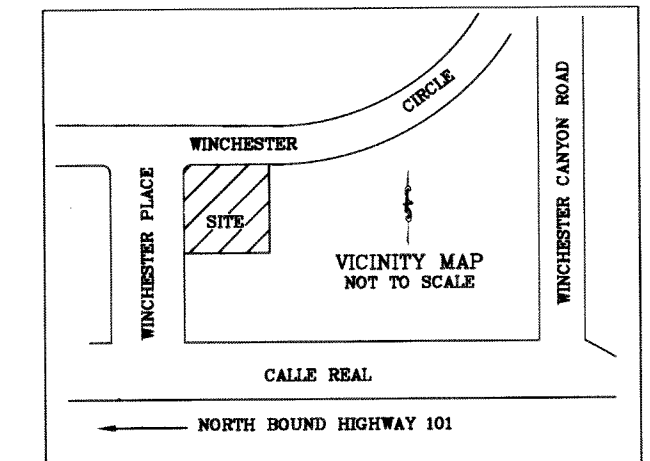 CIRCLE
WINCHESTER
WINCHESTER CANYON ROAD
WINCHESTER PLACE
SITE
VICINITY MAP
NOT TO SCALE
CALLE REAL
NORTH BOUND HIGHWAY 101